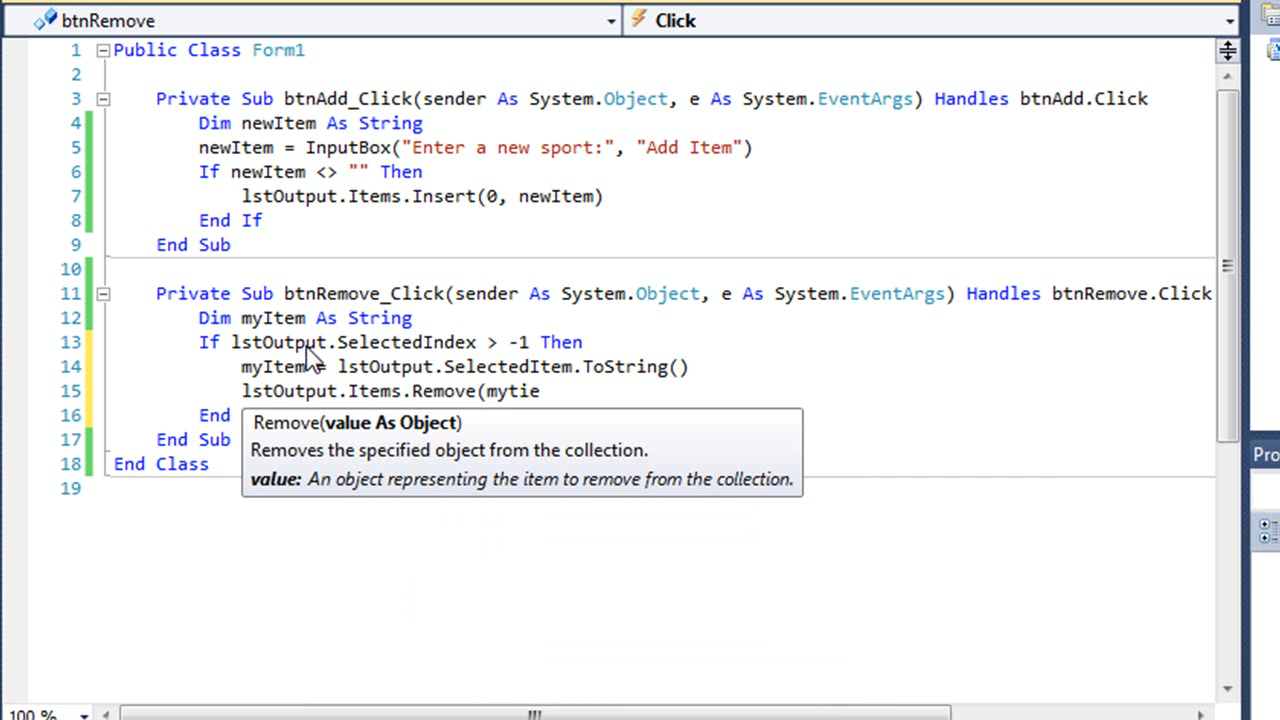 btnRemove Click
1 Public Class Form1
2
3 Private Sub btnAdd_Click(sender As System.Object, e As System.EventArgs) Handles btnAdd.Click
4 Dim newItem As String
5 newItem = InputBox("Enter a new sport:", "Add Item")
6 If newItem <> "" Then
7 lstOutput.Items.Insert(0, newItem)
8 End If
9 End Sub
10
11 Private Sub btnRemove_Click(sender As System.Object, e As System.EventArgs) Handles btnRemove.Click
12 Dim myItem As String
13 If lstOutput.SelectedIndex > -1 Then
14 myItem = lstOutput.SelectedItem.ToString()
15 lstOutput.Items.Remove(mytie
16 End
Remove(value As Object)
17 End Sub
Removes the specified object from the collection.
18 End Class
value: An object representing the item to remove from the collection.
19
Pro
100 %